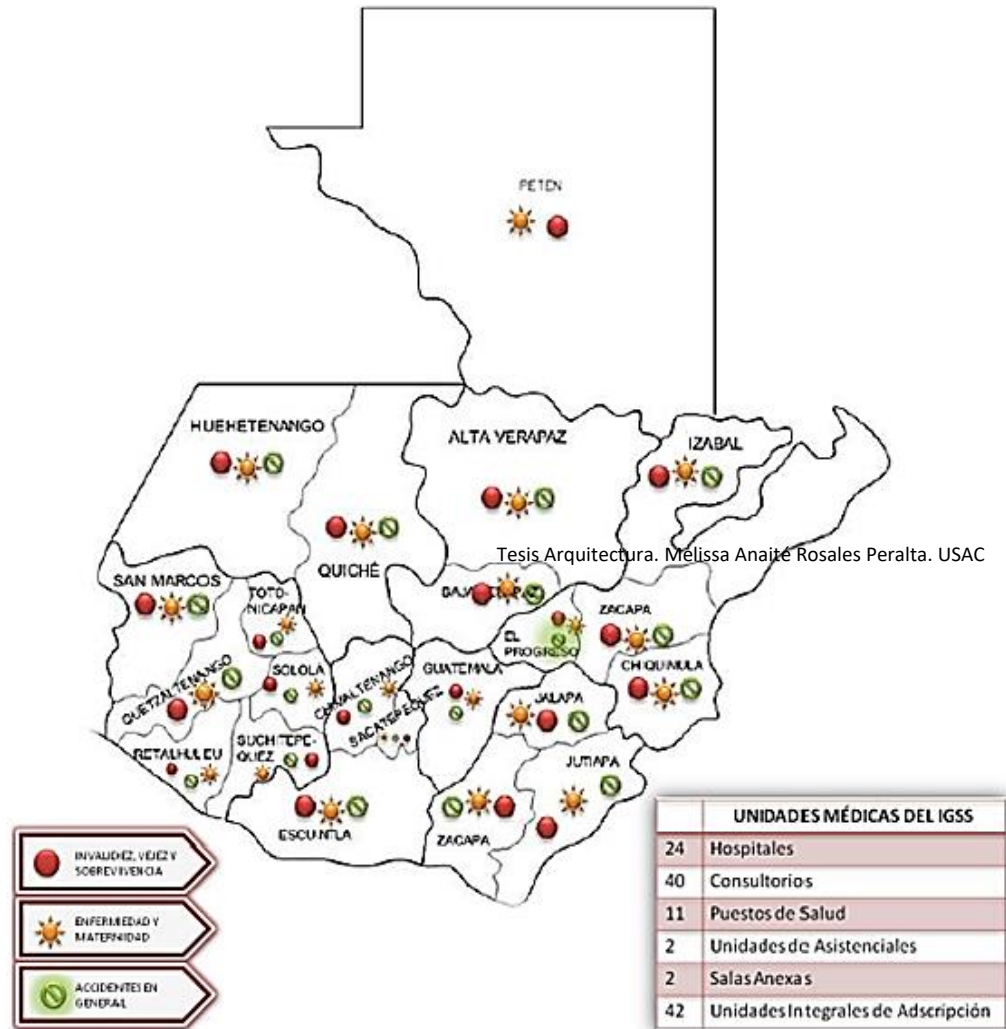 PETEN
HUEHETENANGO
ALTA VERAPAZ
IZABAL
QUICHÉ
Tesis Arquitectura. Mélissa Anaité Rosales Peralta. USAC
SAN MARCOS
TOTO-
NICAPAN
ZACAPA
EL
PROGRESO
CHIQUIMULA
QUETZALTENANGO
SOLOLA
GUATEMALA
SACATEPEQUEZ
JALAPA
RETALHULEU
SUCHITEPE-
QUEZ
JUTIAPA
ESCUINTLA
ZACAPA
INVALIDEZ, VEJEZ Y
SOBREVIVENCIA
ENFERMEDAD Y
MATERNIDAD
ACCIDENTES EN
GENERAL
UNIDADES MÉDICAS DEL IGSS
24 Hospitales
40 Consultorios
11 Puestos de Salud
2 Unidades de Asistenciales
2 Salas Anexas
42 Unidades Integrales de Adscripción